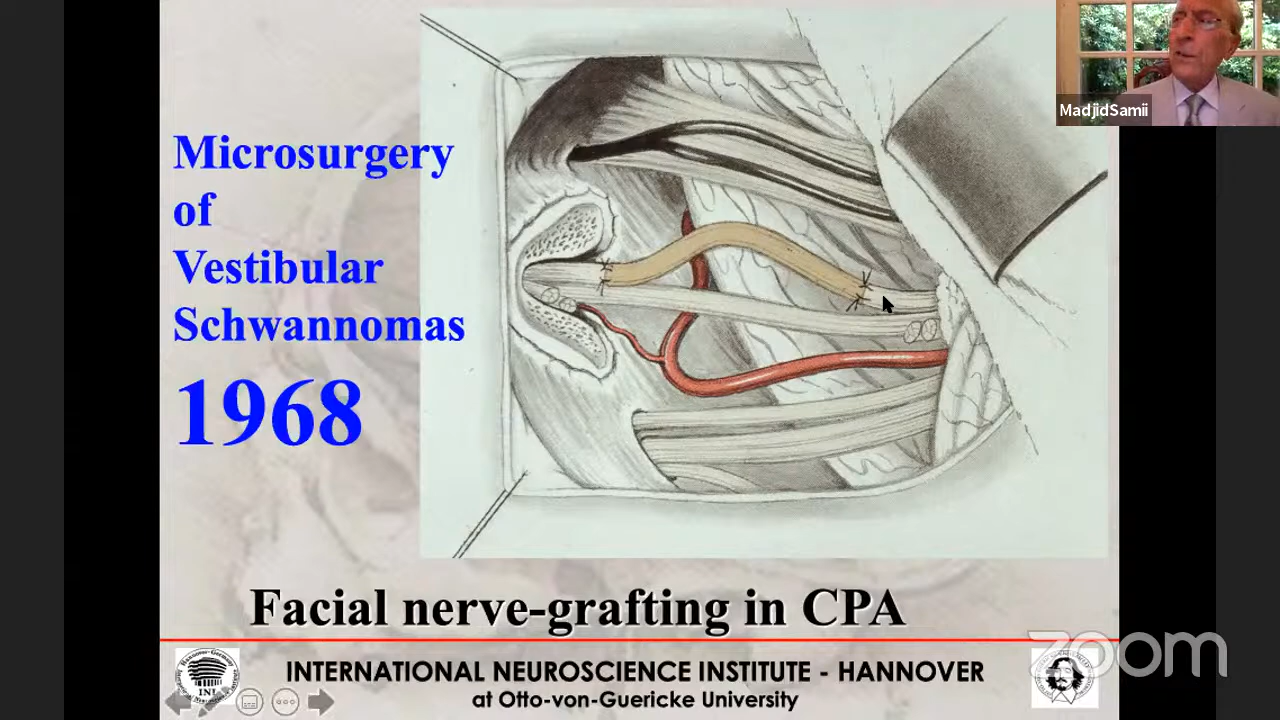 MadjidSamii
Microsurgery
of
Vestibular
Schwannomas
1968
Facial nerve-grafting in CPA
INTERNATIONAL NEUROSCIENCE INSTITUTE - HANNOVER
at Otto-von-Guericke University
INI
zoom